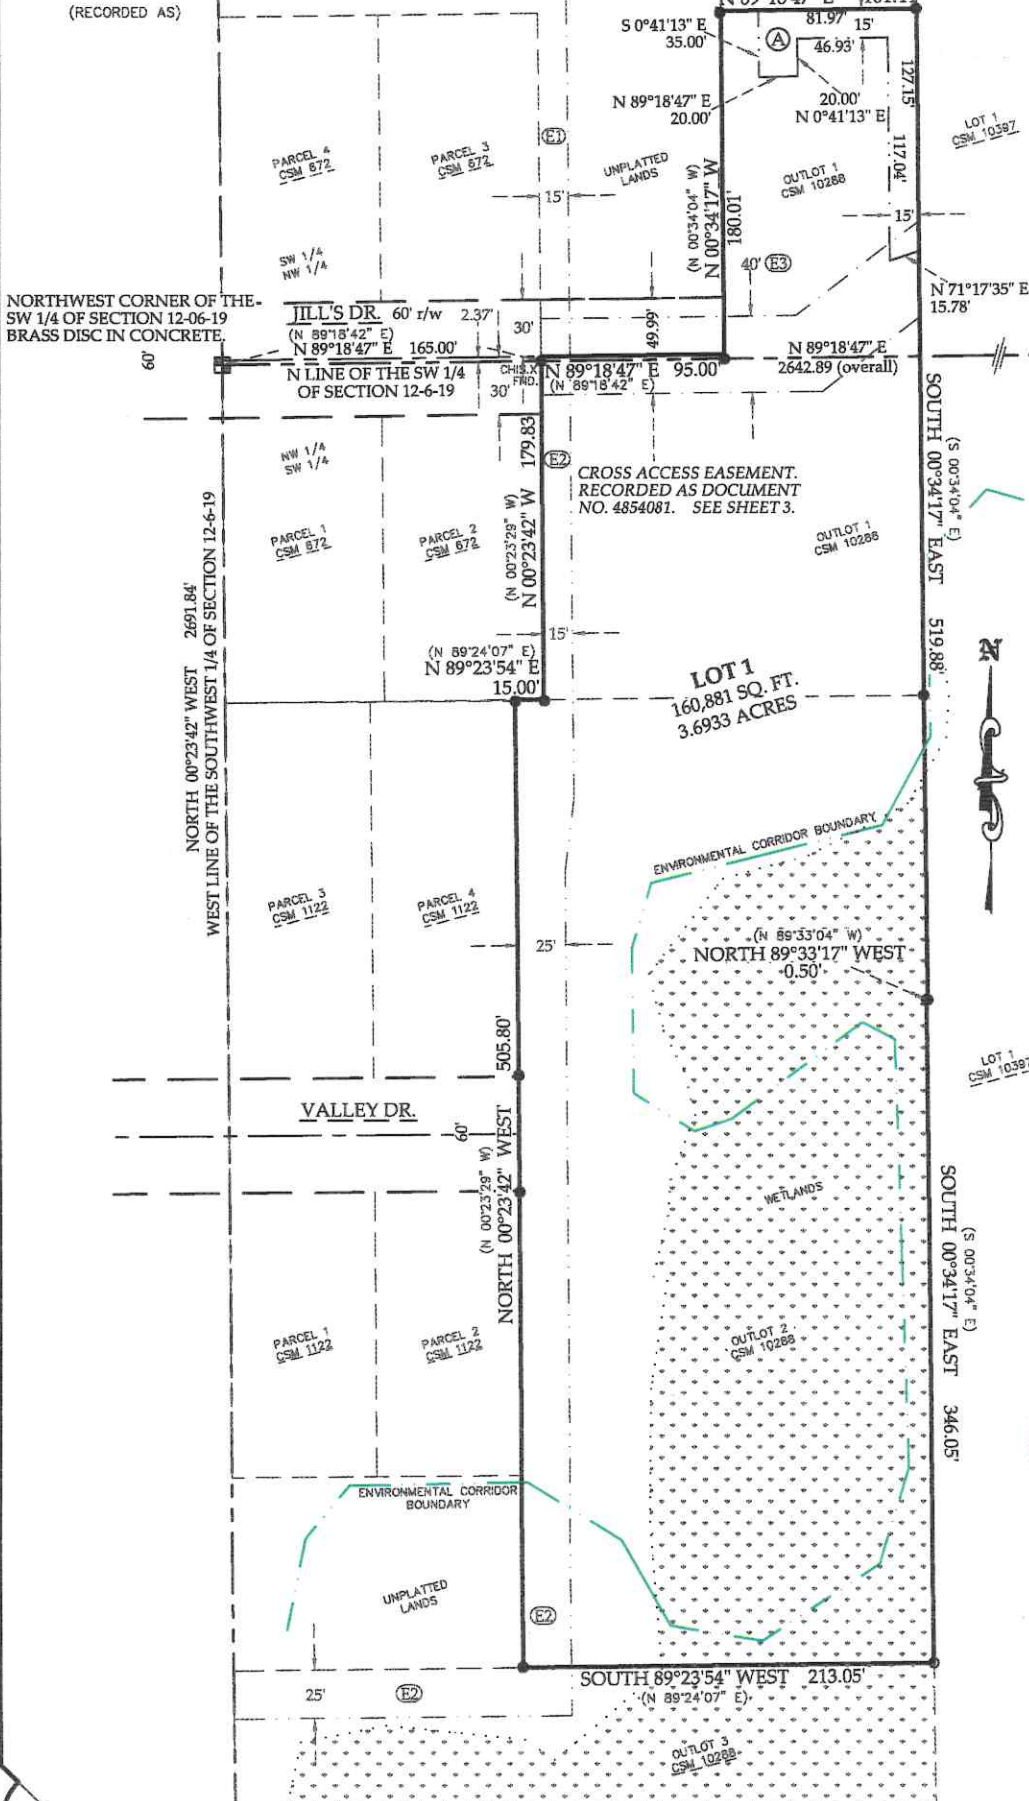 (RECORDED AS)
81.97'
15'
S 0°41'13" E
35.00'
A
46.93'
127.15'
N 89°18'47" E
20.00'
20.00'
N 0°41'13" E
LOT 1
CSM 10397
PARCEL 4
CSM 672
PARCEL 3
CSM 672
E1
UNPLATTED
LANDS
OUTLOT 1
CSM 10288
117.04'
15'
(N 00°34'04" W)
N 00°34'17" W
180.01'
15'
SW 1/4
NW 1/4
40'
E3
N 71°17'35" E
15.78'
NORTHWEST CORNER OF THE
SW 1/4 OF SECTION 12-06-19
BRASS DISC IN CONCRETE.
JILL'S DR. 60' r/w
2.37'
30'
49.99'
(N 89°18'42" E)
N 89°18'47" E 165.00'
60'
N LINE OF THE SW 1/4
OF SECTION 12-6-19
30'
CHIS.X
FND.
N 89°18'47" E 95.00'
(N 89°18'42" E)
N 89°18'47" E
2642.89 (overall)
NW 1/4
SW 1/4
179.83
E2
CROSS ACCESS EASEMENT.
RECORDED AS DOCUMENT
NO. 4854081. SEE SHEET 3.
(S 00°34'04" E)
SOUTH 00°34'17" EAST 519.88'
PARCEL 1
CSM 672
PARCEL 2
CSM 672
(N 00°23'29" W)
N 00°23'42" W
OUTLOT 1
CSM 10288
NORTH 00°23'42" WEST 2691.84'
WEST LINE OF THE SOUTHWEST 1/4 OF SECTION 12-6-19
15'
(N 89°24'07" E)
N 89°23'54" E
15.00'
LOT 1
160,881 SQ. FT.
3.6933 ACRES
N
ENVIRONMENTAL CORRIDOR BOUNDARY
PARCEL 3
CSM 1122
PARCEL 4
CSM 1122
25'
(N 89°33'04" W)
NORTH 89°33'17" WEST
0.50'
505.80'
LOT 1
CSM 10397
VALLEY DR.
60'
(N 00°23'29" W)
NORTH 00°23'42" WEST
WETLANDS
(S 00°34'04" E)
SOUTH 00°34'17" EAST 346.05'
PARCEL 1
CSM 1122
PARCEL 2
CSM 1122
OUTLOT 2
CSM 10288
ENVIRONMENTAL CORRIDOR
BOUNDARY
UNPLATTED
LANDS
E2
SOUTH 89°23'54" WEST 213.05'
(N 89°24'07" E)
25'
E2
OUTLOT 3
CSM 10288